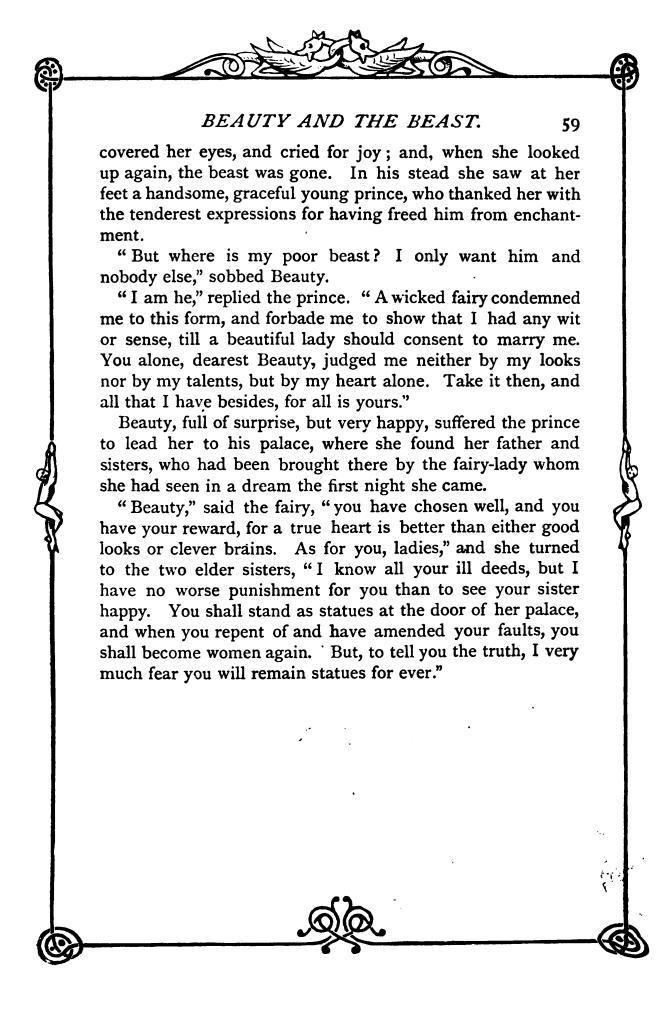 BEAUTY AND THE BEAST. 59
covered her eyes, and cried for joy; and, when she looked
up again, the beast was gone. In his stead she saw at her
feet a handsome, graceful young prince, who thanked her with
the tenderest expressions for having freed him from enchant-
ment.
“But where is my poor beast? I only want him and
nobody else,” sobbed Beauty.
“I am he,” replied the prince. “A wicked fairy condemned
me to this form, and forbade me to show that I had any wit
or sense, till a beautiful lady should consent to marry me.
You alone, dearest Beauty, judged me neither by my looks
nor by my talents, but by my heart alone. Take it then, and
all that I have besides, for all is yours.”
Beauty, full of surprise, but very happy, suffered the prince
to lead her to his palace, where she found her father and
sisters, who had been brought there by the fairy-lady whom
she had seen in a dream the first night she came.
“Beauty,” said the fairy, “you have chosen well, and you
have your reward, for a true heart is better than either good
looks or clever brains. As for you, ladies,” and she turned
to the two elder sisters, “I know all your ill deeds, but I
have no worse punishment for you than to see your sister
happy. You shall stand as statues at the door of her palace,
and when you repent of and have amended your faults, you
shall become women again. But, to tell you the truth, I very
much fear you will remain statues for ever.”